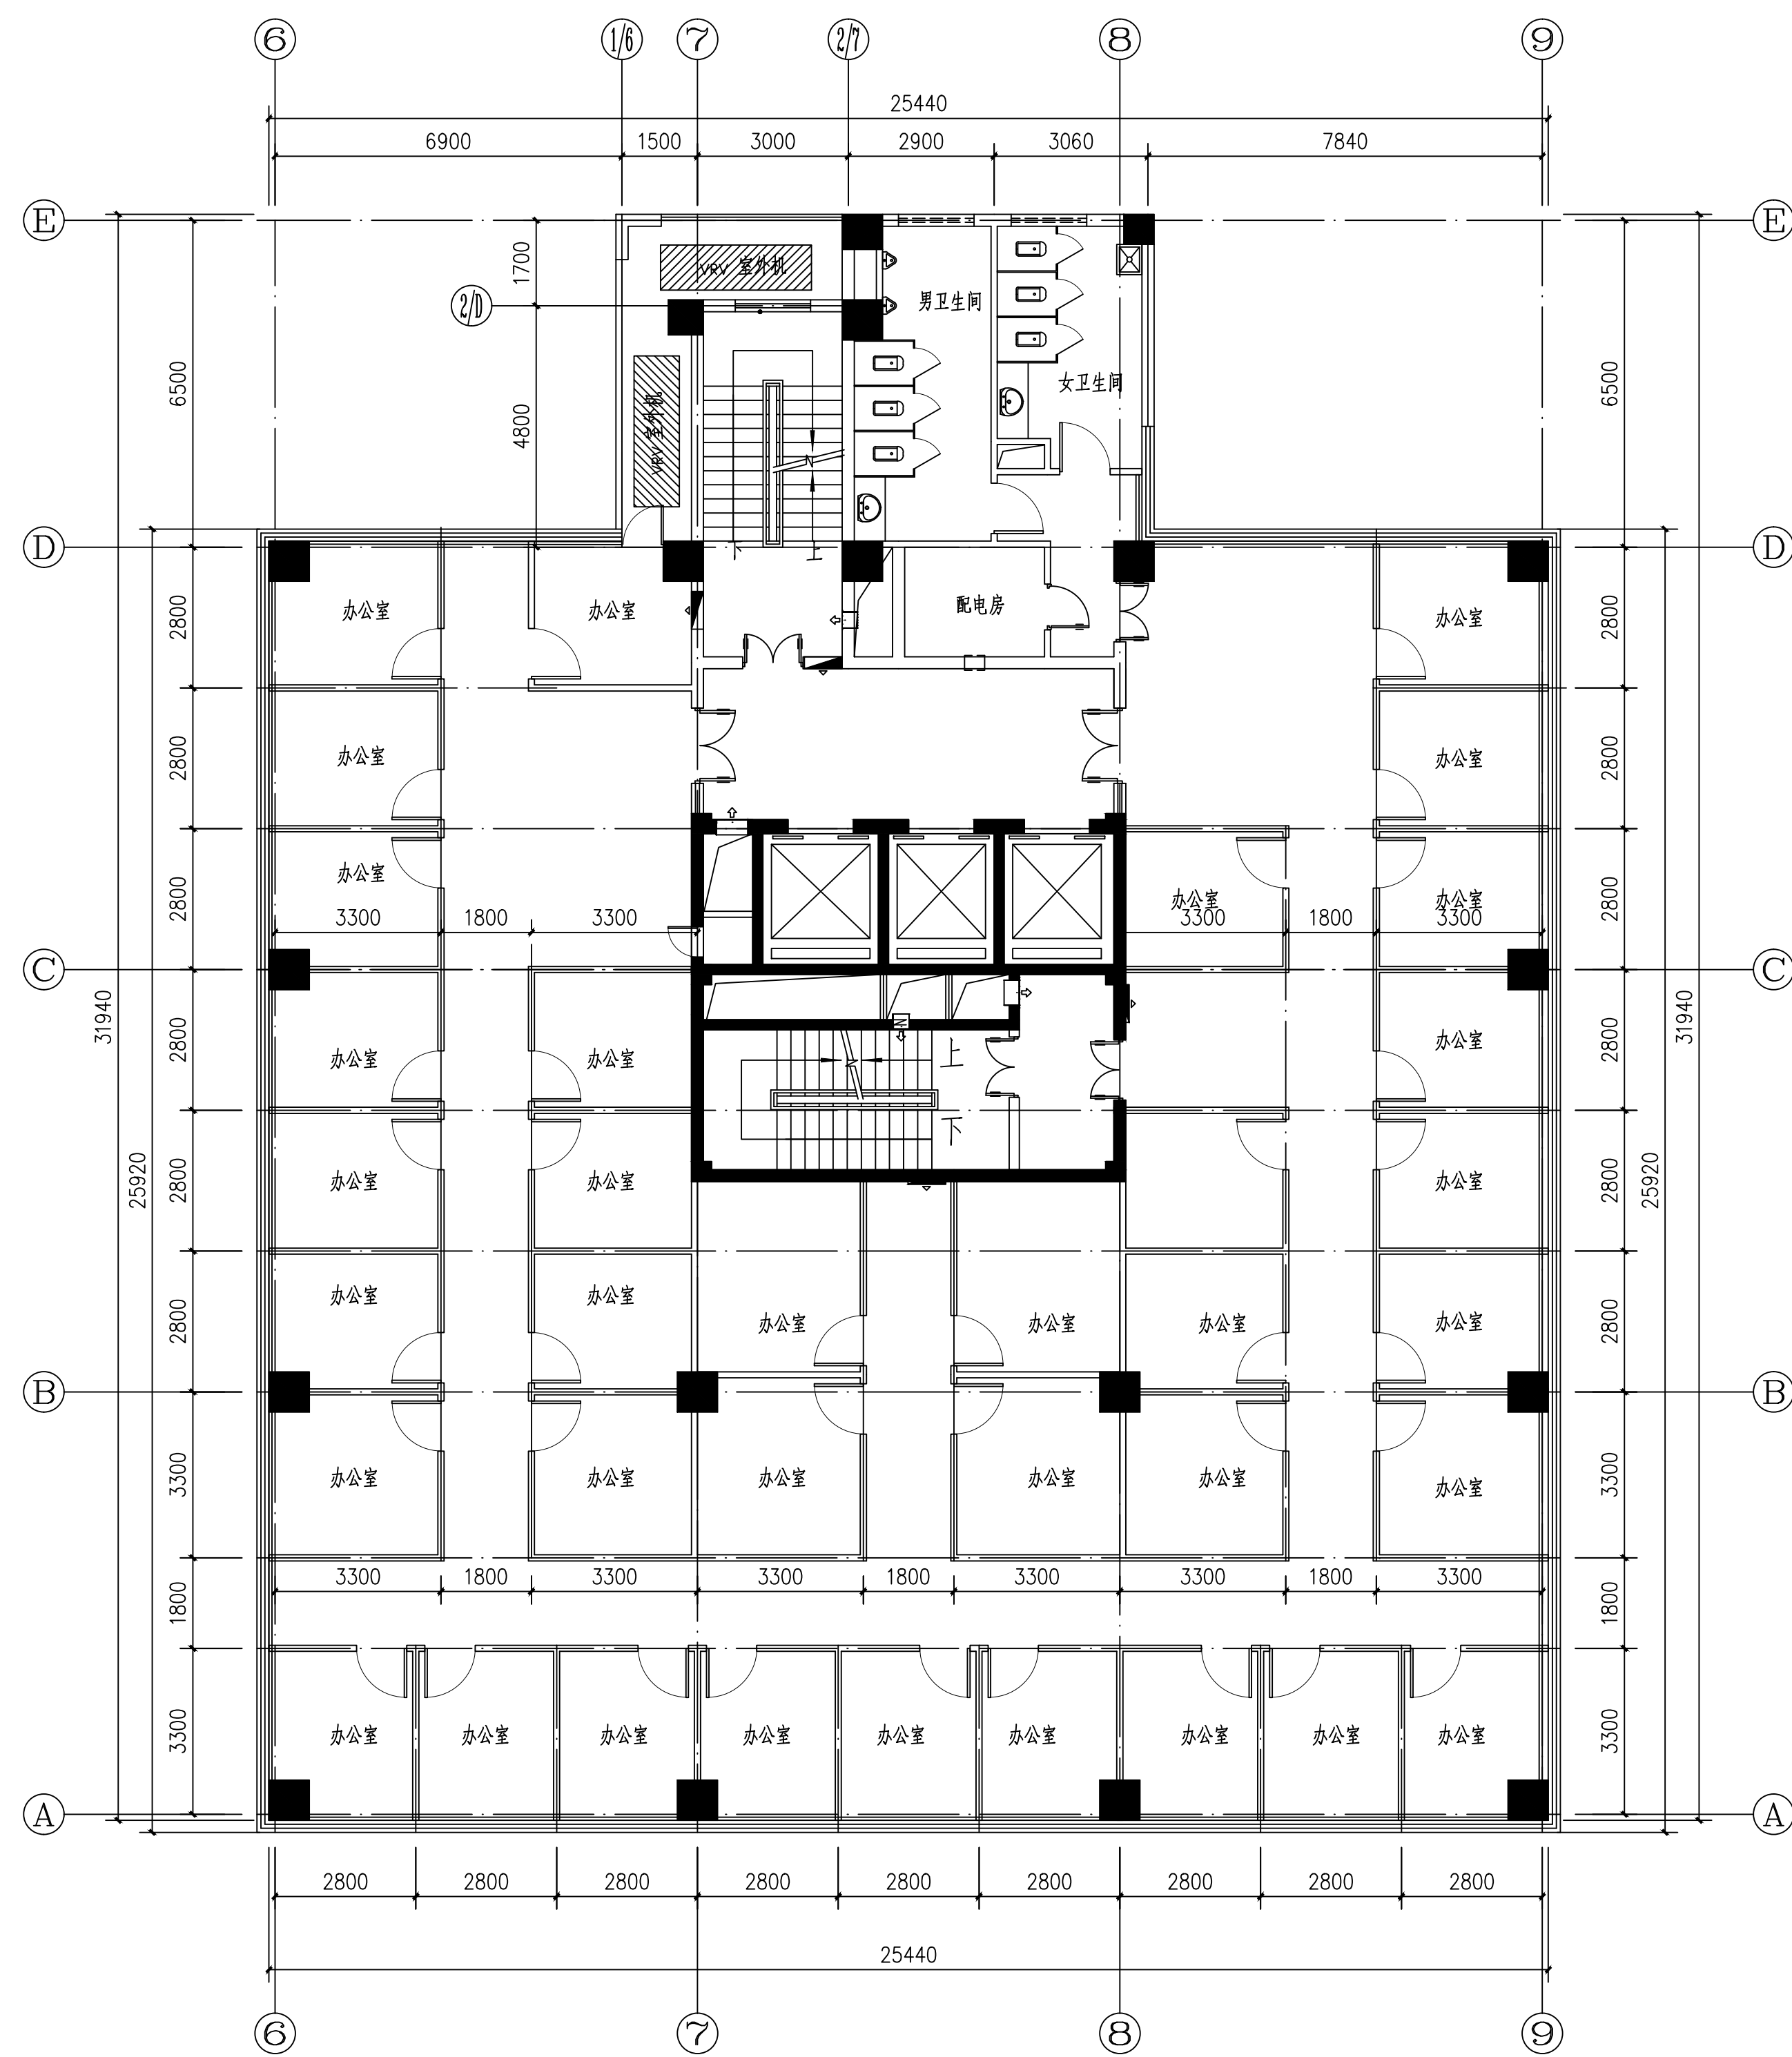 6 1/6 7 2/7 8 9
25440
6900 1500 3000 2900 3060 7840
E E
1700
VRV 室外机
2/D
男卫生间
6500 6500
女卫生间
4800
VRV 室外机
D D
下 上
办公室 办公室 配电房 办公室
2800 2800
办公室 办公室
2800 2800
办公室 办公室 办公室
2800 2800
3300 1800 3300 3300 1800 3300
C C
31940 31940
办公室 办公室 上 办公室
2800 2800
下
25920 25920
办公室 办公室 办公室
2800 2800
办公室 办公室 办公室 办公室 办公室 办公室
2800 2800
B B
办公室 办公室 办公室 办公室 办公室 办公室
3300 3300
3300 1800 3300 3300 1800 3300 3300 1800 3300
1800 1800
办公室 办公室 办公室 办公室 办公室 办公室 办公室 办公室 办公室
3300 3300
A A
2800 2800 2800 2800 2800 2800 2800 2800 2800
25440
6 7 8 9